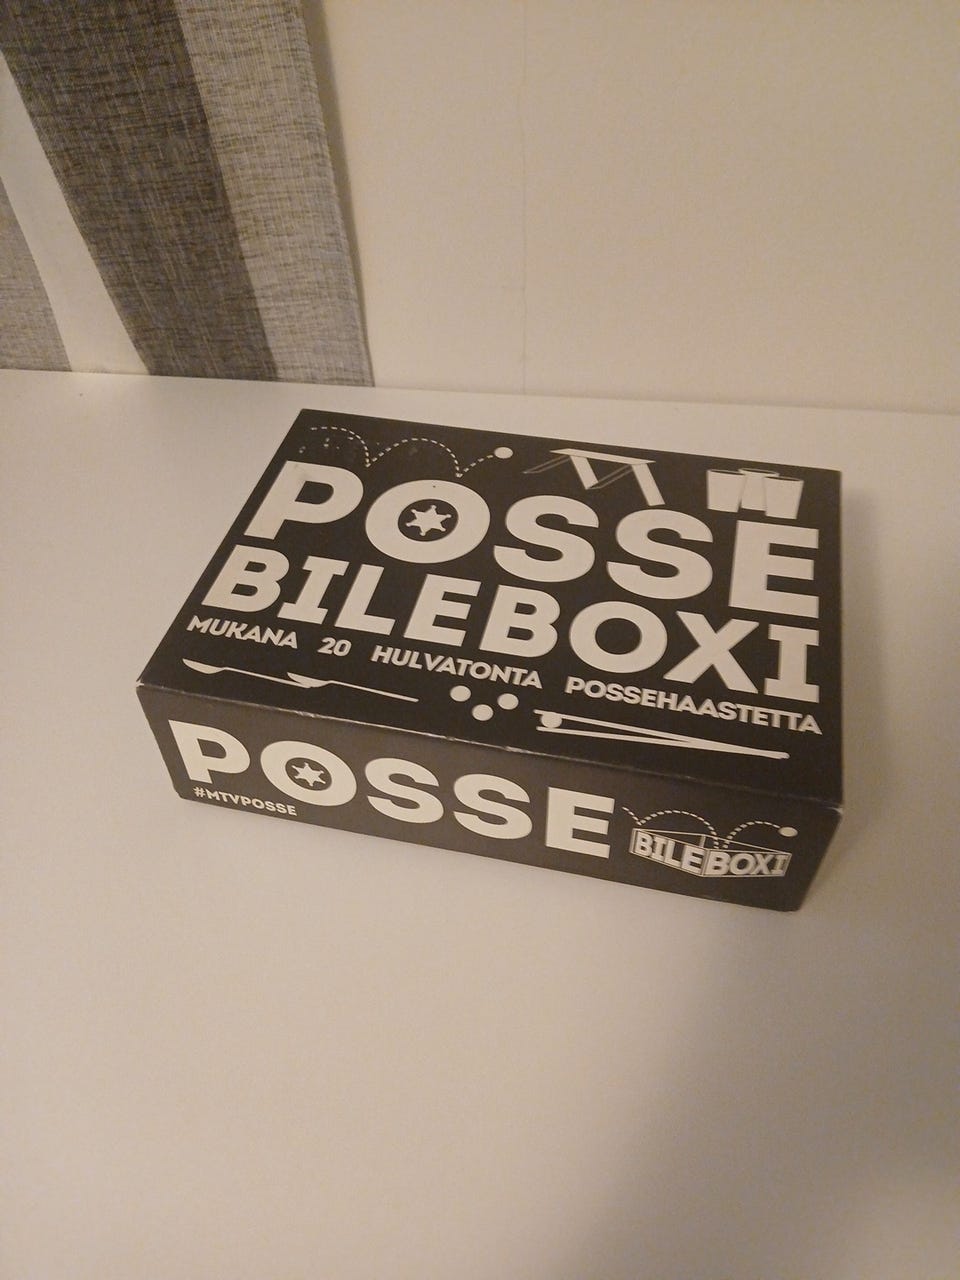 POSSE
BILEBOXI
MUKANA 20 HULVATONTA POSSEHAASTETTA
POSSE
#MTVPOSSE
BILEBOXI